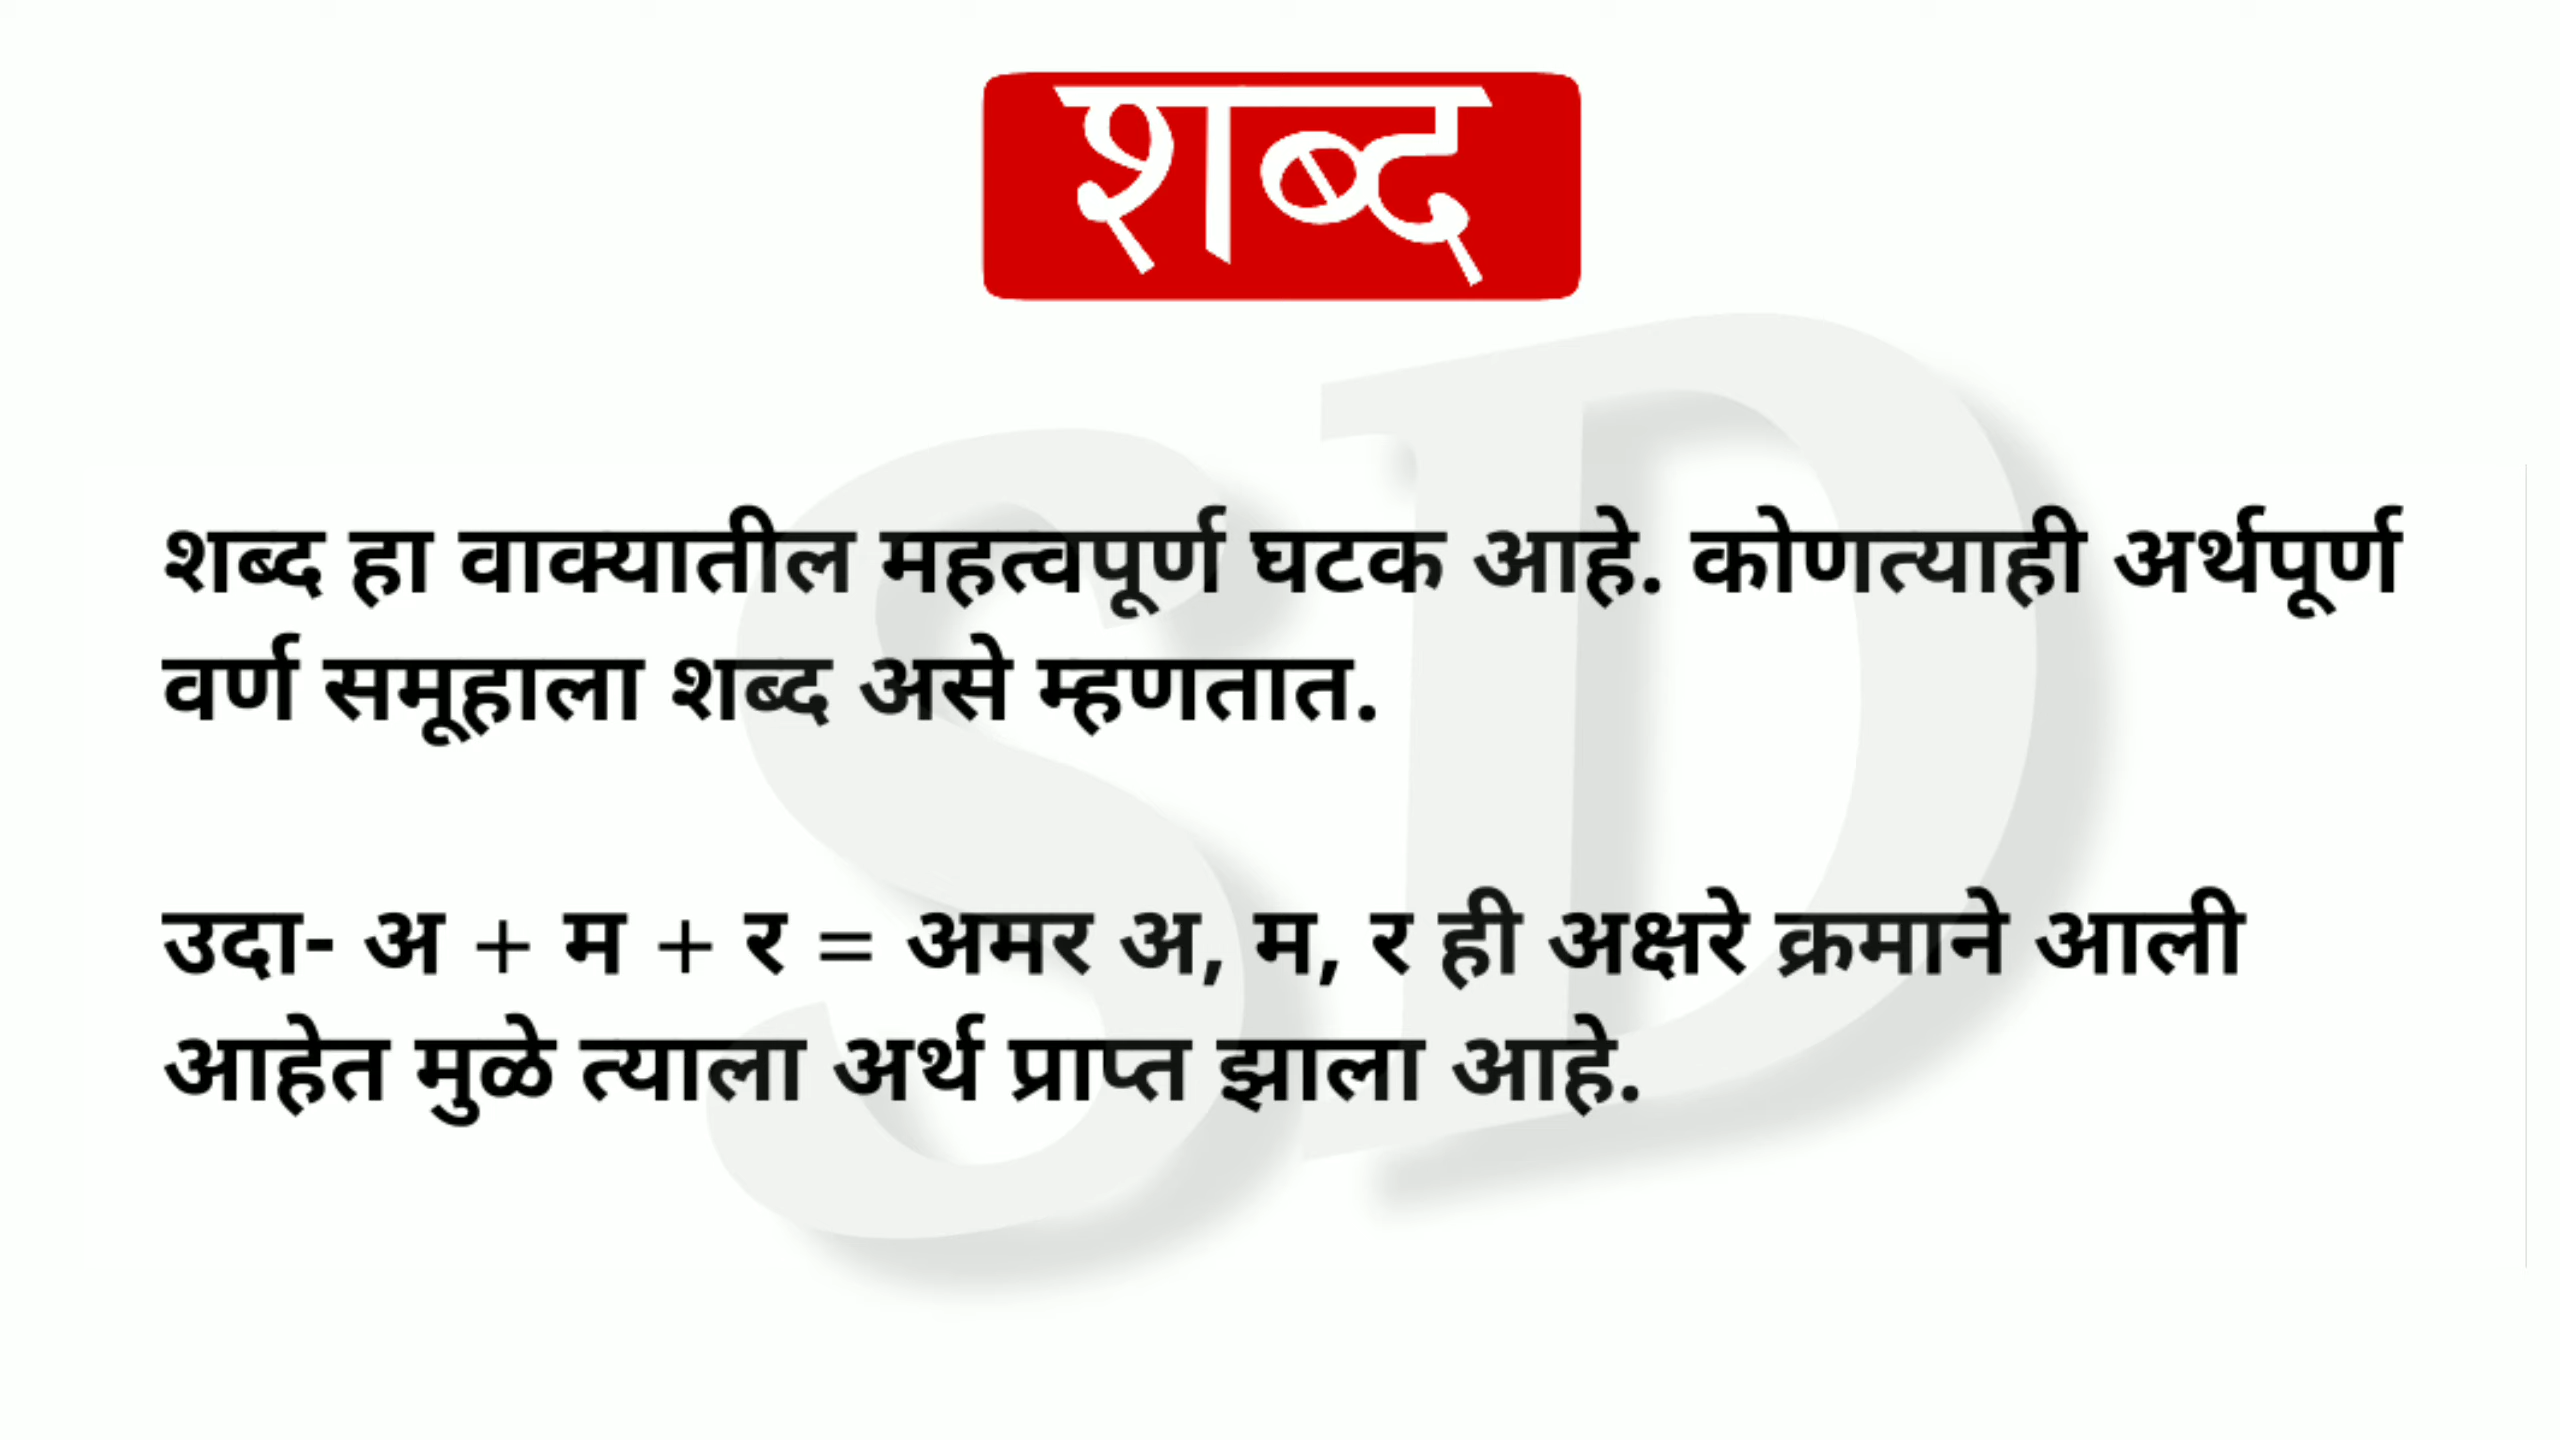 शब्द
शब्द हा वाक्यातील महत्वपूर्ण घटक आहे. कोणत्याही अर्थपूर्ण
वर्ण समूहाला शब्द असे म्हणतात.
उदा- अ + म + र = अमर अ, म, र ही अक्षरे क्रमाने आली
आहेत मुळे त्याला अर्थ प्राप्त झाला आहे.
SD